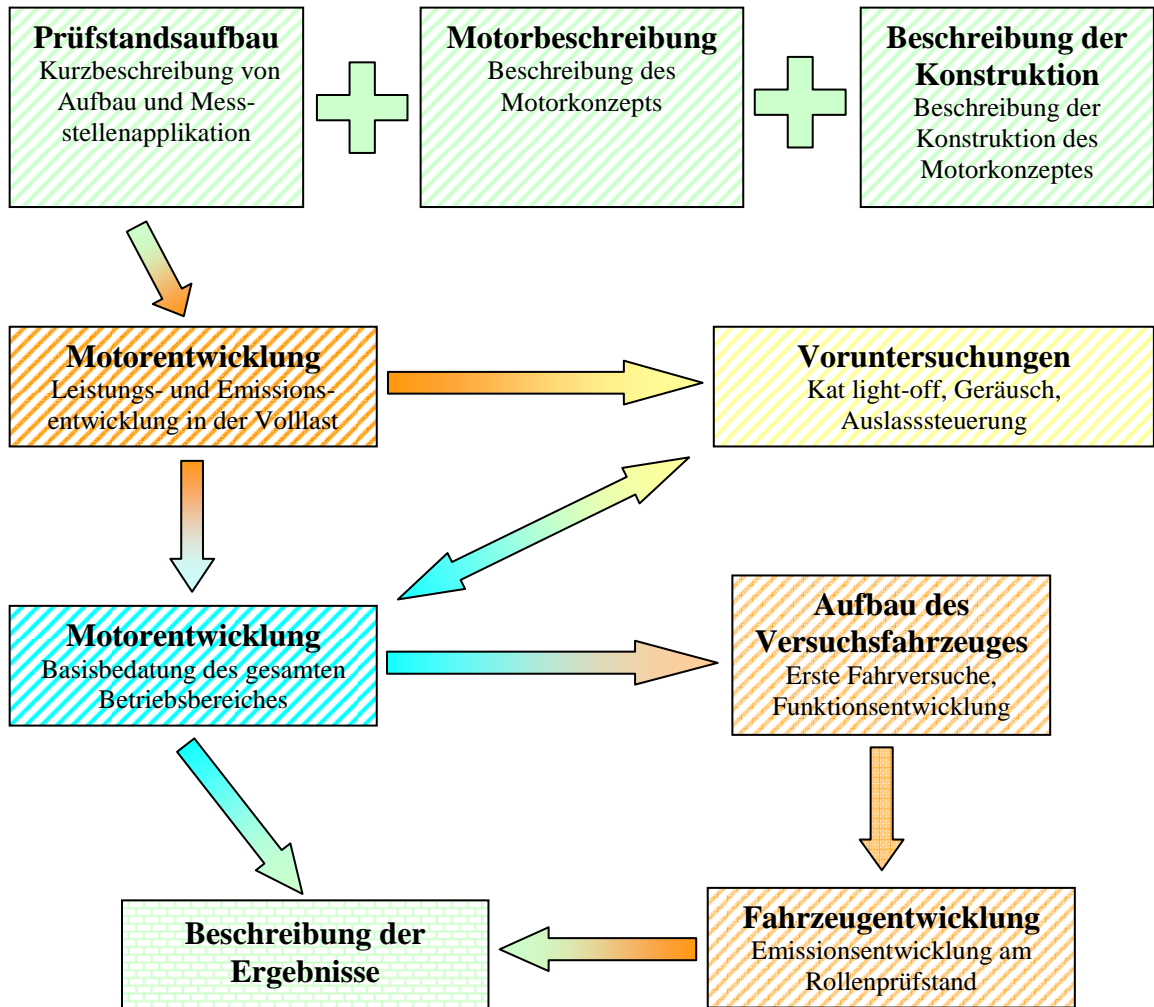 Prüfstandsaufbau
Kurzbeschreibung von
Aufbau und Mess-
stellenapplikation
Motorbeschreibung
Beschreibung des
Motorkonzepts
Beschreibung der
Konstruktion
Beschreibung der
Konstruktion des
Motorkonzeptes
Motorentwicklung
Leistungs- und Emissions-
entwicklung in der Volllast
Voruntersuchungen
Kat light-off, Geräusch,
Auslasssteuerung
Motorentwicklung
Basisbedatung des gesamten
Betriebsbereiches
Aufbau des
Versuchsfahrzeuges
Erste Fahrversuche,
Funktionsentwicklung
Beschreibung der
Ergebnisse
Fahrzeugentwicklung
Emissionsentwicklung am
Rollenprüfstand